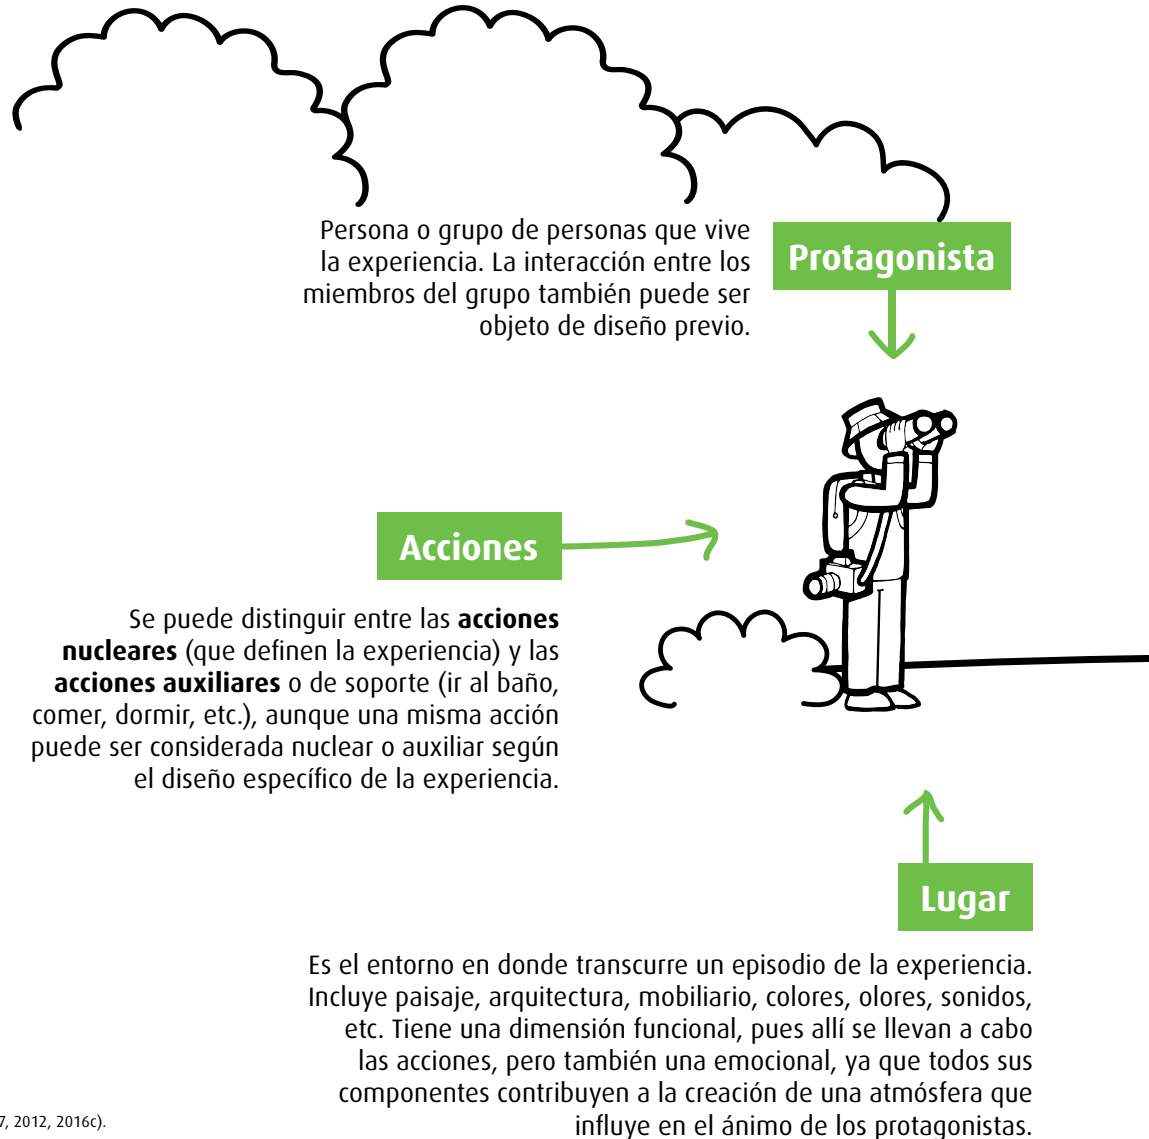 Persona o grupo de personas que vive
la experiencia. La interacción entre los
miembros del grupo también puede ser
objeto de diseño previo.
Protagonista
Acciones
Se puede distinguir entre las acciones
nucleares (que definen la experiencia) y las
acciones auxiliares o de soporte (ir al baño,
comer, dormir, etc.), aunque una misma acción
puede ser considerada nuclear o auxiliar según
el diseño específico de la experiencia.
Lugar
Es el entorno en donde transcurre un episodio de la experiencia.
Incluye paisaje, arquitectura, mobiliario, colores, olores, sonidos,
etc. Tiene una dimensión funcional, pues allí se llevan a cabo
las acciones, pero también una emocional, ya que todos sus
componentes contribuyen a la creación de una atmósfera que
influye en el ánimo de los protagonistas.
7, 2012, 2016c).